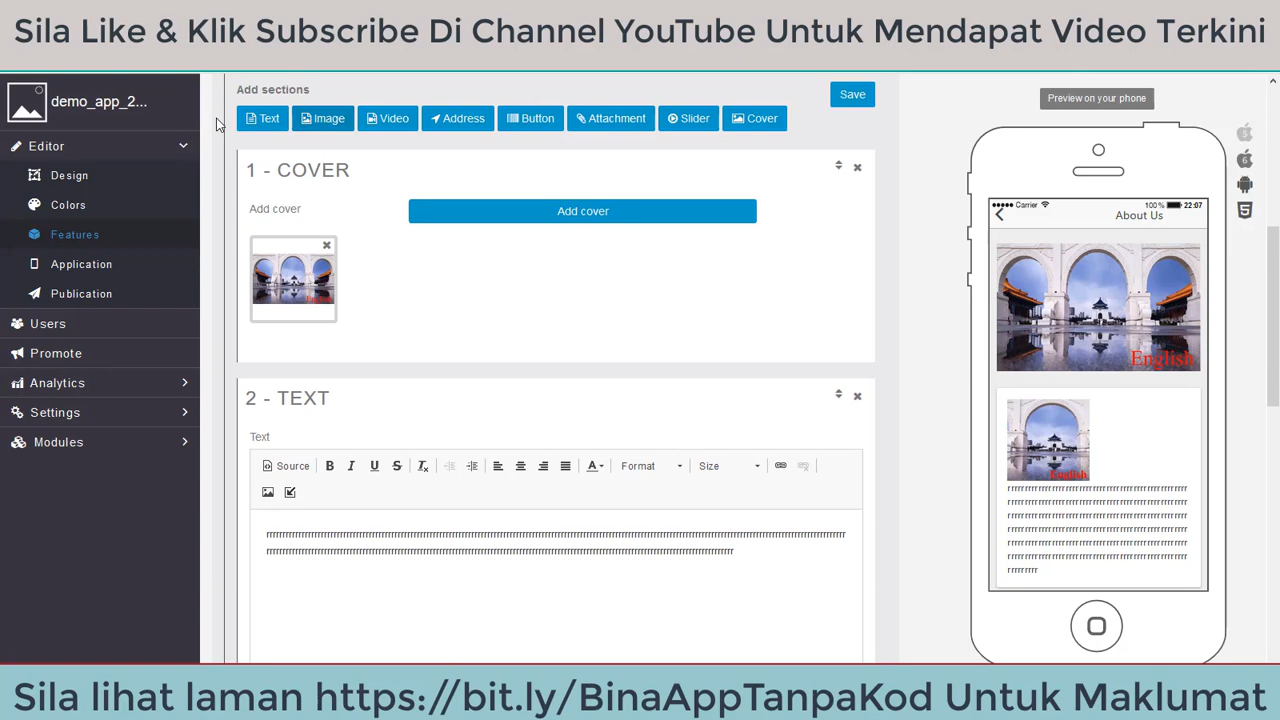 Sila Like & Klik Subscribe Di Channel YouTube Untuk Mendapat Video Terkini
demo_app_2...
Editor
Design
Colors
Features
Application
Publication
Users
Promote
Analytics
Settings
Modules
Add sections
Save
Text
Image
Video
Address
Button
Attachment
Slider
Cover
1 - COVER
Add cover
Add cover
English
2 - TEXT
Text
Source B I U S Tx A Format Size
Preview on your phone
Carrier 100% 22:07
About Us
English
English
Sila lihat laman https://bit.ly/BinaAppTanpaKod Untuk Maklumat